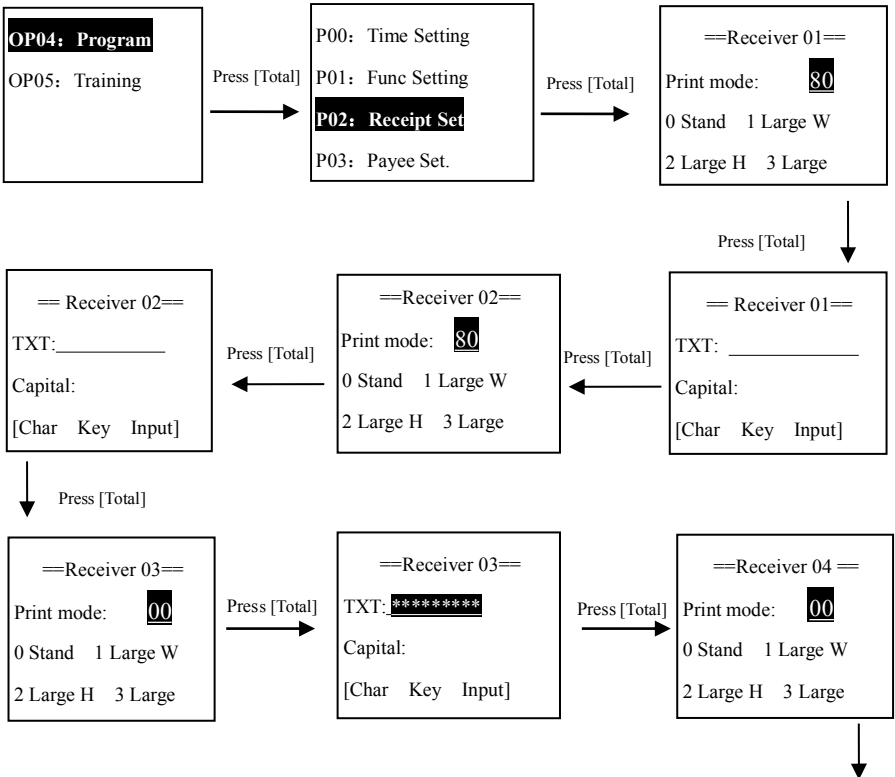 OP04：Program
OP05：Training
Press [Total]
P00：Time Setting
P01：Func Setting
P02：Receipt Set
P03：Payee Set.
Press [Total]
==Receiver 01==
Print mode: 80
0 Stand 1 Large W
2 Large H 3 Large
Press [Total]
== Receiver 01==
TXT: ____________
Capital:
[Char Key Input]
Press [Total]
==Receiver 02==
Print mode: 80
0 Stand 1 Large W
2 Large H 3 Large
Press [Total]
== Receiver 02==
TXT:__________
Capital:
[Char Key Input]
Press [Total]
==Receiver 03==
Print mode: 00
0 Stand 1 Large W
2 Large H 3 Large
Press [Total]
==Receiver 03==
TXT: *********
Capital:
[Char Key Input]
Press [Total]
==Receiver 04 ==
Print mode: 00
0 Stand 1 Large W
2 Large H 3 Large